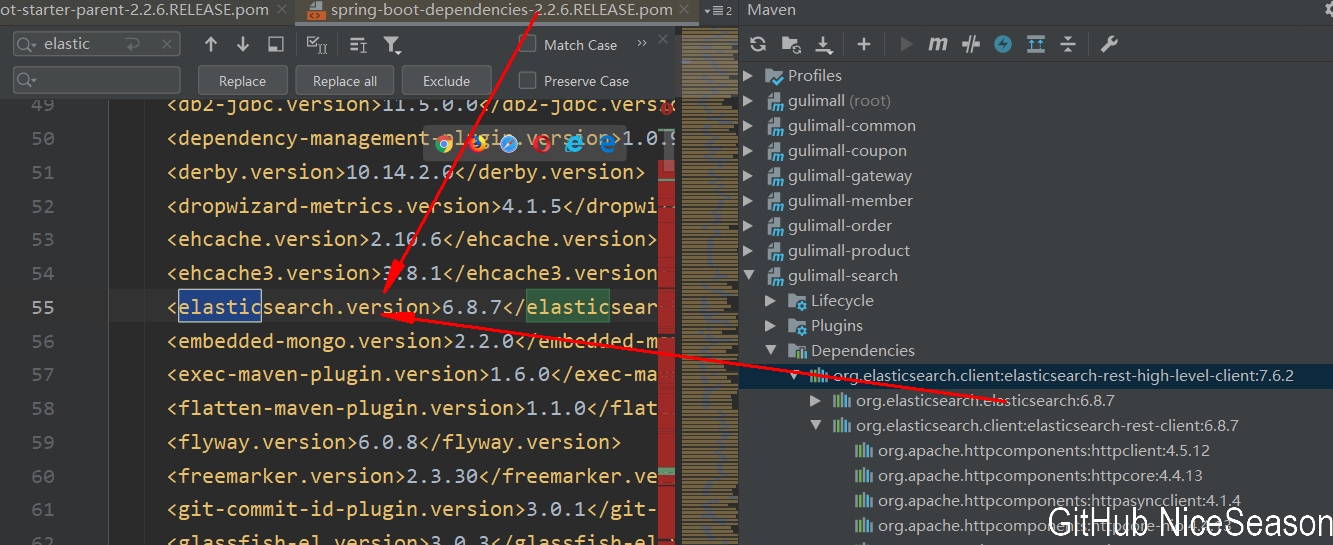 ot-starter-parent-2.2.6.RELEASE.pom
spring-boot-dependencies-2.2.6.RELEASE.pom
2
Maven
elastic
Match Case
Replace
Replace all
Exclude
Preserve Case
49 <db2-jdbc.version>11.5.0.0</db2-jdbc.versio
50 <dependency-management-plugin.version>1.0.9
51 <derby.version>10.14.2.0</derby.version>
52 <dropwizard-metrics.version>4.1.5</dropwi
53 <ehcache.version>2.10.6</ehcache.version>
54 <ehcache3.version>3.8.1</ehcache3.version
55 <elasticsearch.version>6.8.7</elasticsear
56 <embedded-mongo.version>2.2.0</embedded-m
57 <exec-maven-plugin.version>1.6.0</exec-ma
58 <flatten-maven-plugin.version>1.1.0</flat
59 <flyway.version>6.0.8</flyway.version>
60 <freemarker.version>2.3.30</freemarker.ve
61 <git-commit-id-plugin.version>3.0.1</git-
62 <glassfish-el.version>3.0.3</glassfish-el
Profiles
gulimall (root)
gulimall-common
gulimall-coupon
gulimall-gateway
gulimall-member
gulimall-order
gulimall-product
gulimall-search
Lifecycle
Plugins
Dependencies
org.elasticsearch.client:elasticsearch-rest-high-level-client:7.6.2
org.elasticsearch:elasticsearch:6.8.7
org.elasticsearch.client:elasticsearch-rest-client:6.8.7
org.apache.httpcomponents:httpclient:4.5.12
org.apache.httpcomponents:httpcore:4.4.13
org.apache.httpcomponents:httpasyncclient:4.1.4
org.apache.httpcomponents:httpcore-nio:4.4.13
GitHub NiceSeason